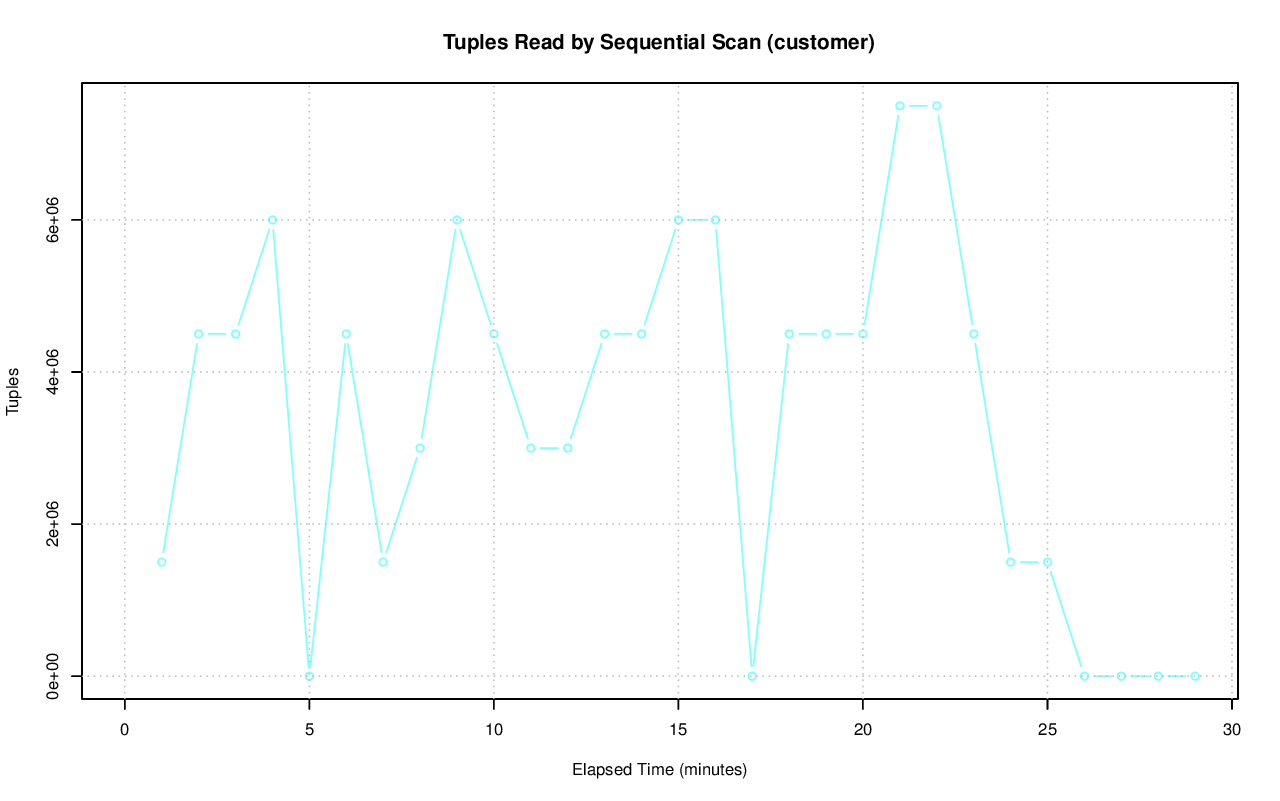 Tuples Read by Sequential Scan (customer)
Tuples
6e+06
4e+06
2e+06
0e+00
0 5 10 15 20 25 30
Elapsed Time (minutes)